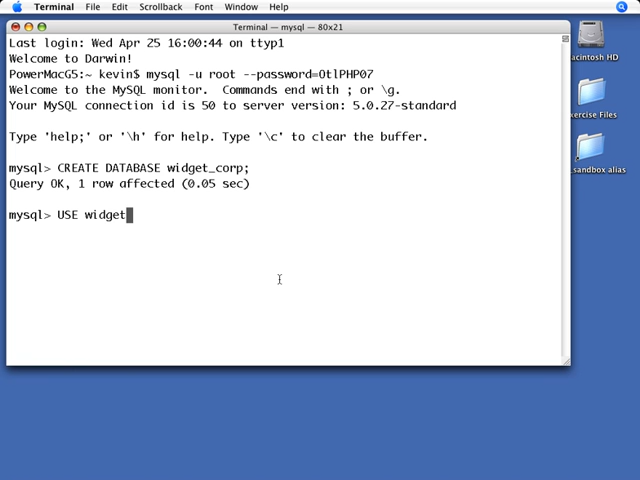 Terminal File Edit Scrollback Font Window Help
Terminal — mysql — 80x21
Last login: Wed Apr 25 16:00:44 on ttyp1
Welcome to Darwin!
PowerMacG5:~ kevin$ mysql -u root --password=OtlPHP07
Welcome to the MySQL monitor.  Commands end with ; or \g.
Your MySQL connection id is 50 to server version: 5.0.27-standard
Type 'help;' or '\h' for help. Type '\c' to clear the buffer.
mysql> CREATE DATABASE widget_corp;
Query OK, 1 row affected (0.05 sec)
mysql> USE widget
acintosh HD
xercise Files
_sandbox alias